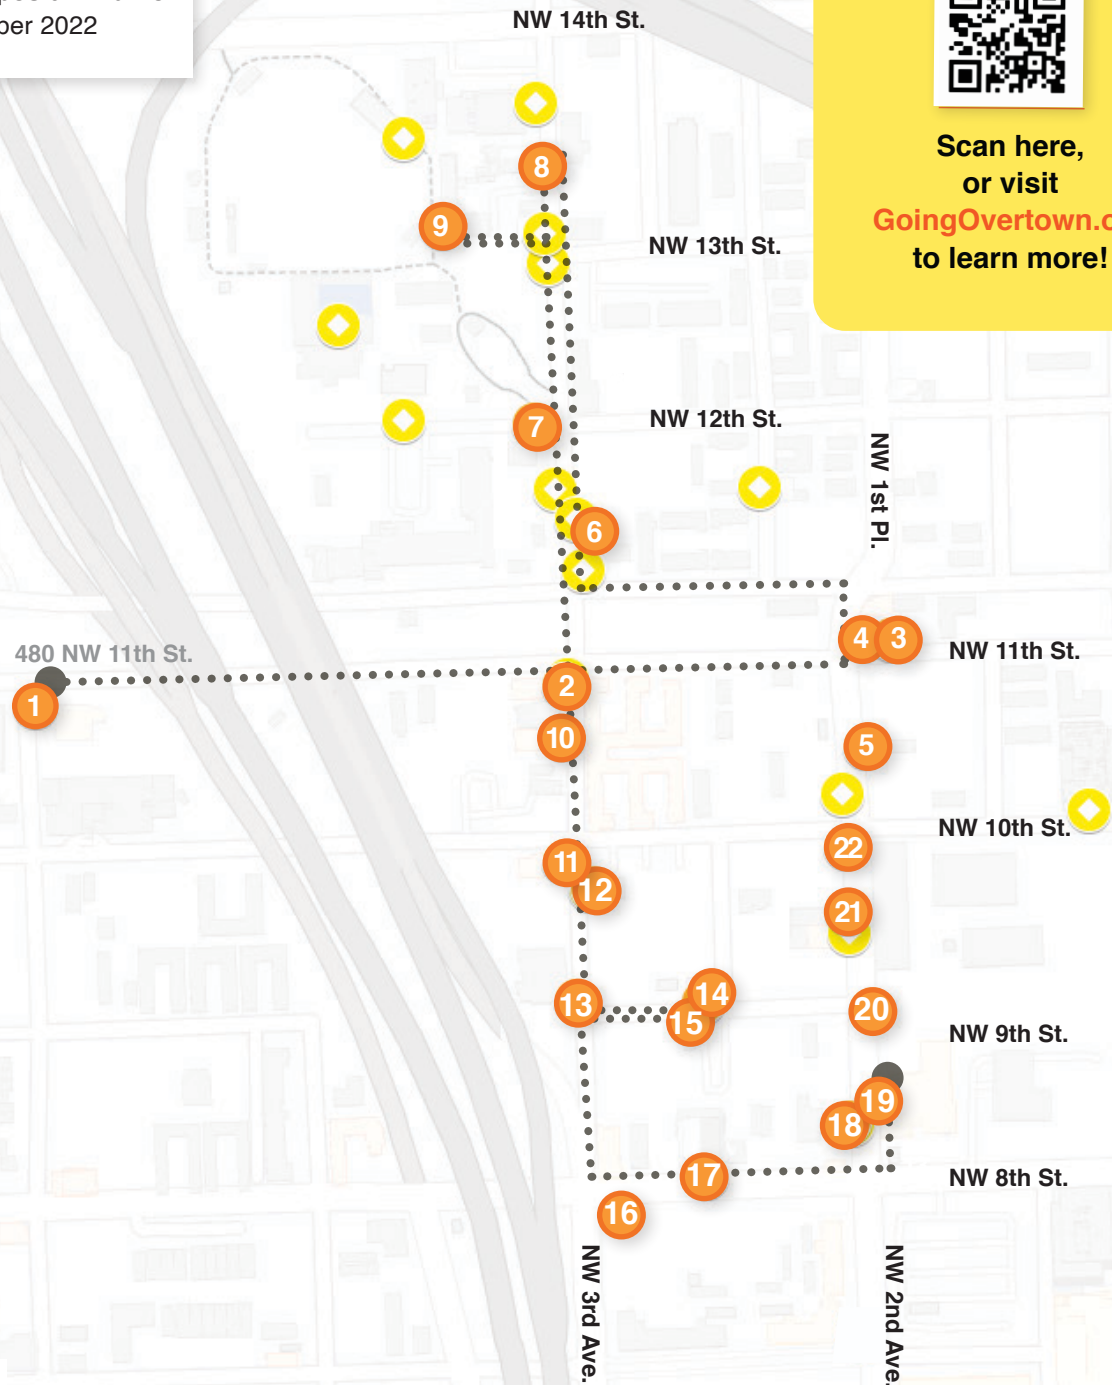 ber 2022
NW 14th St.
Scan here,
or visit
GoingOvertown.c
to learn more!
8
9
NW 13th St.
7
NW 12th St.
NW 1st Pl.
6
480 NW 11th St.
4
3
NW 11th St.
1
2
10
5
NW 10th St.
22
11
12
21
14
13
15
20
NW 9th St.
19
18
17
NW 8th St.
16
NW 3rd Ave.
NW 2nd Ave.